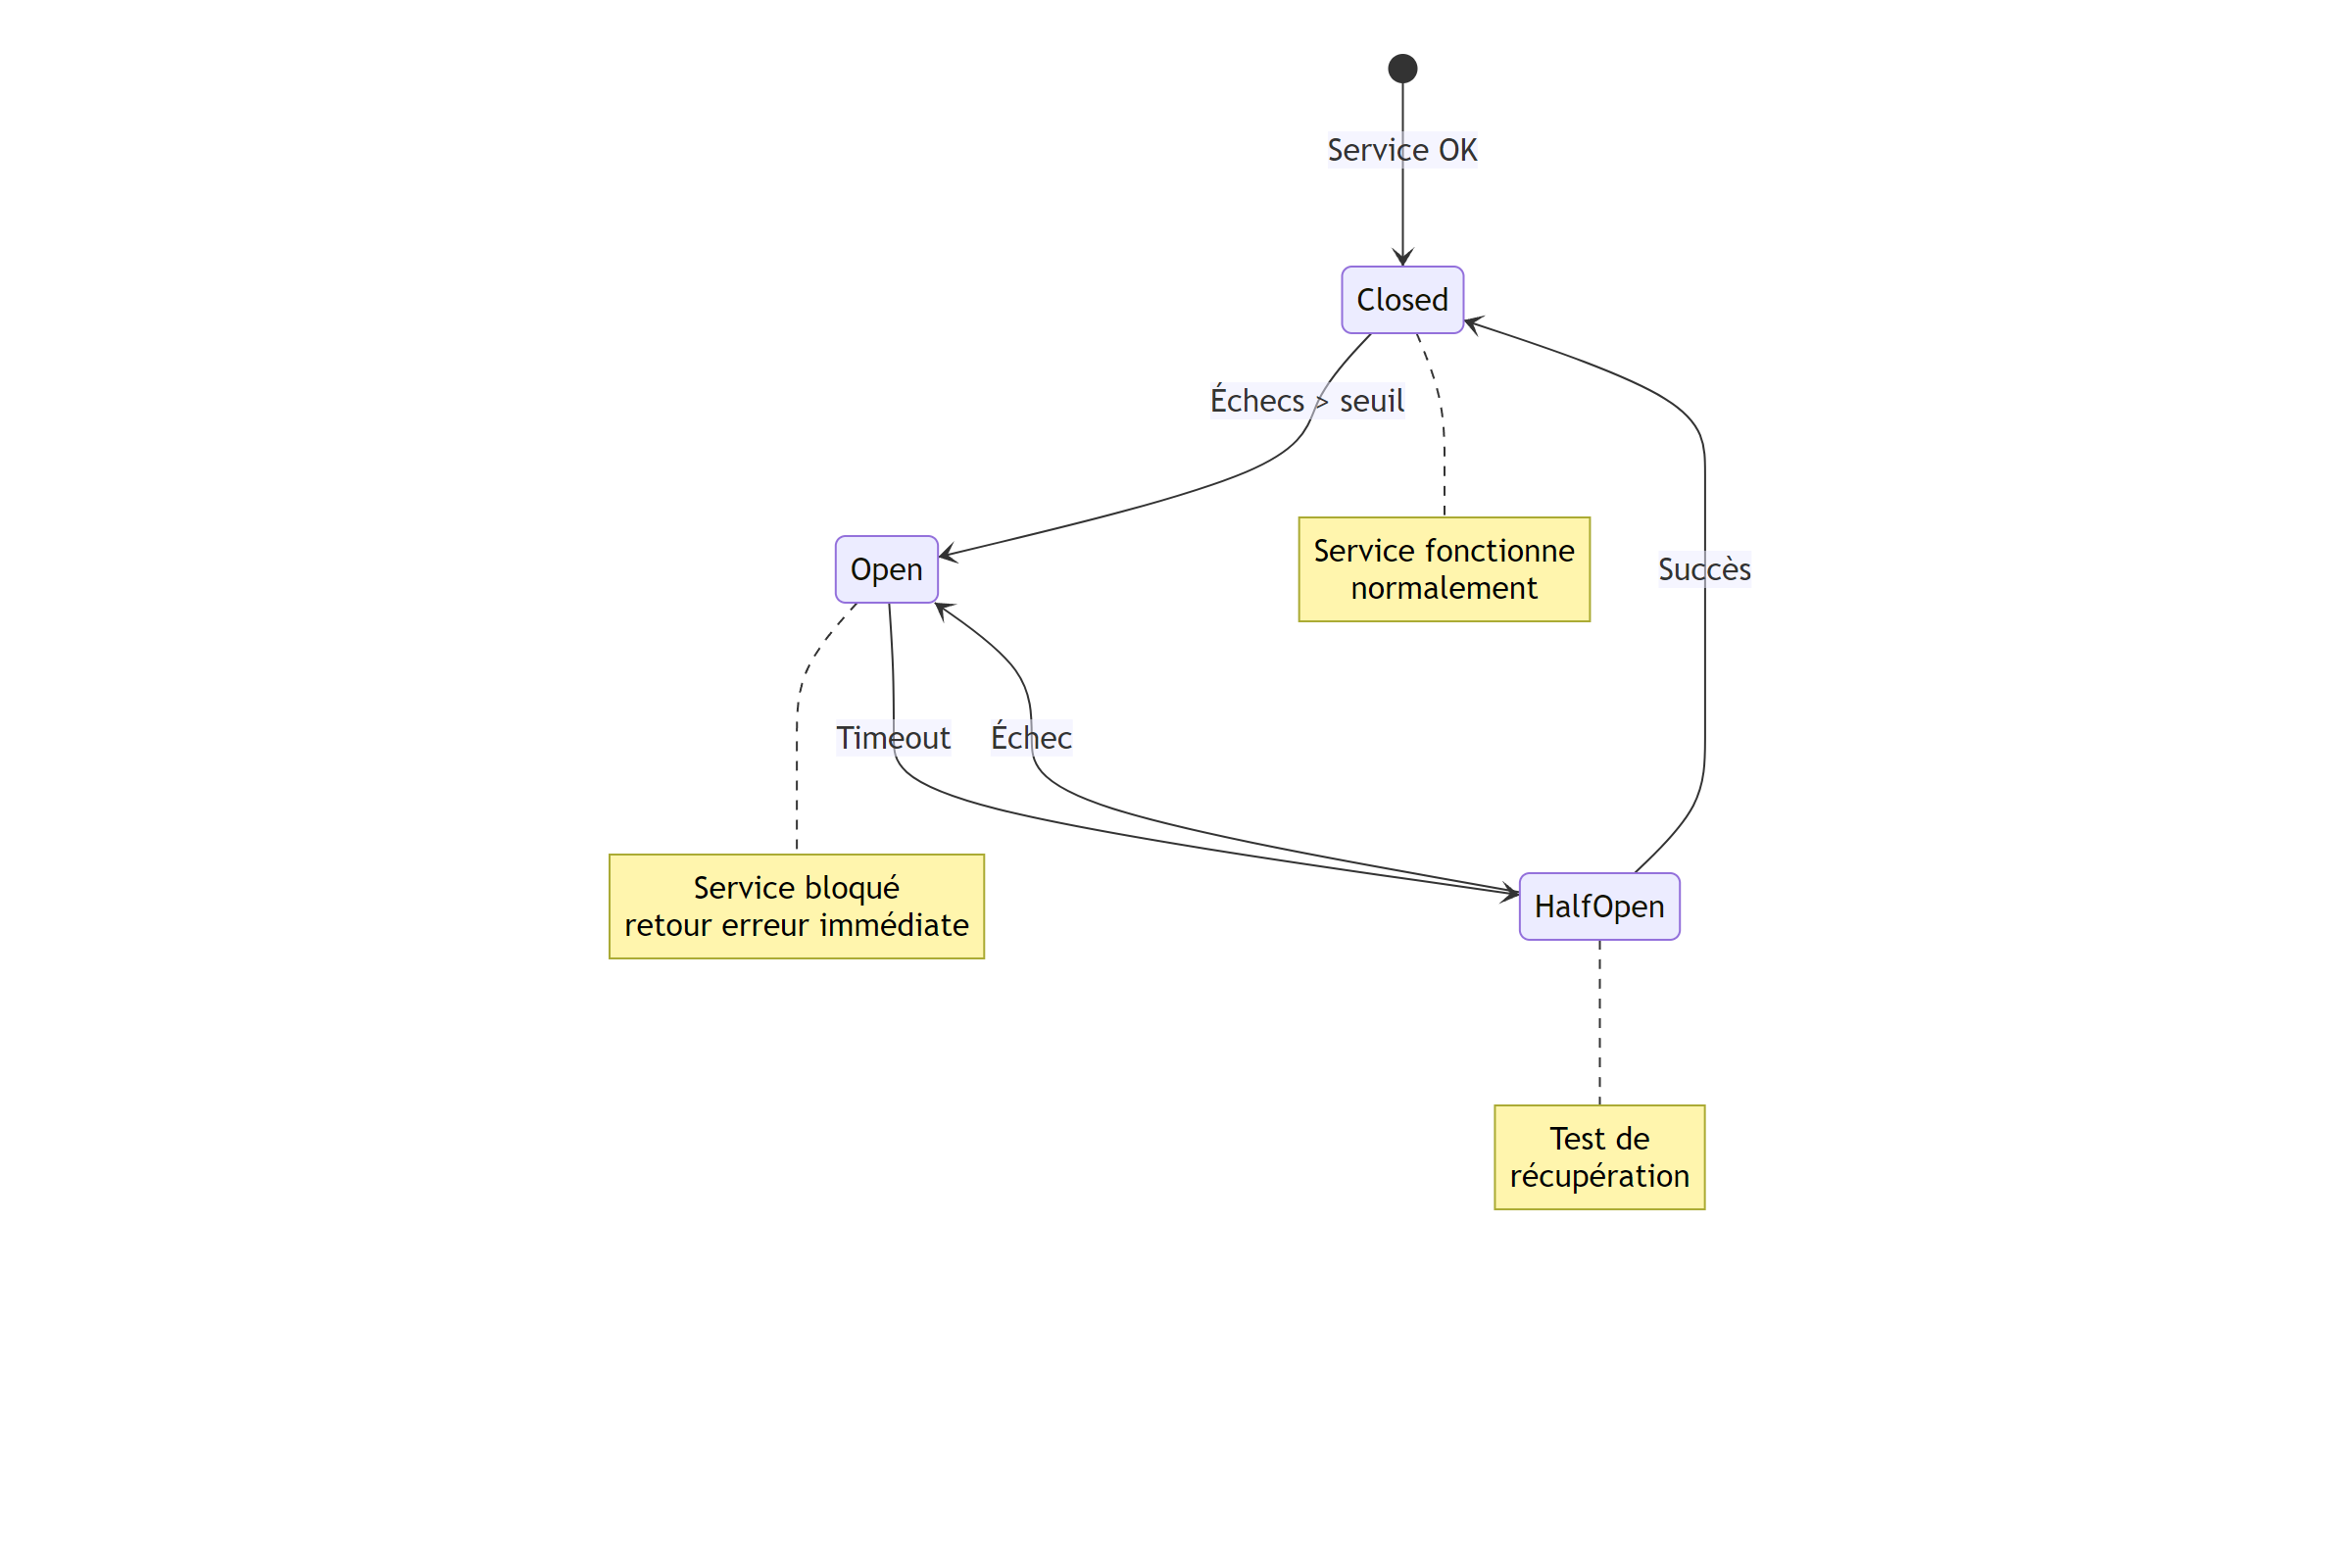 Service OK
Closed
Échecs > seuil
Open
Service fonctionne
normalement
Succès
Timeout
Échec
Service bloqué
retour erreur immédiate
HalfOpen
Test de
récupération